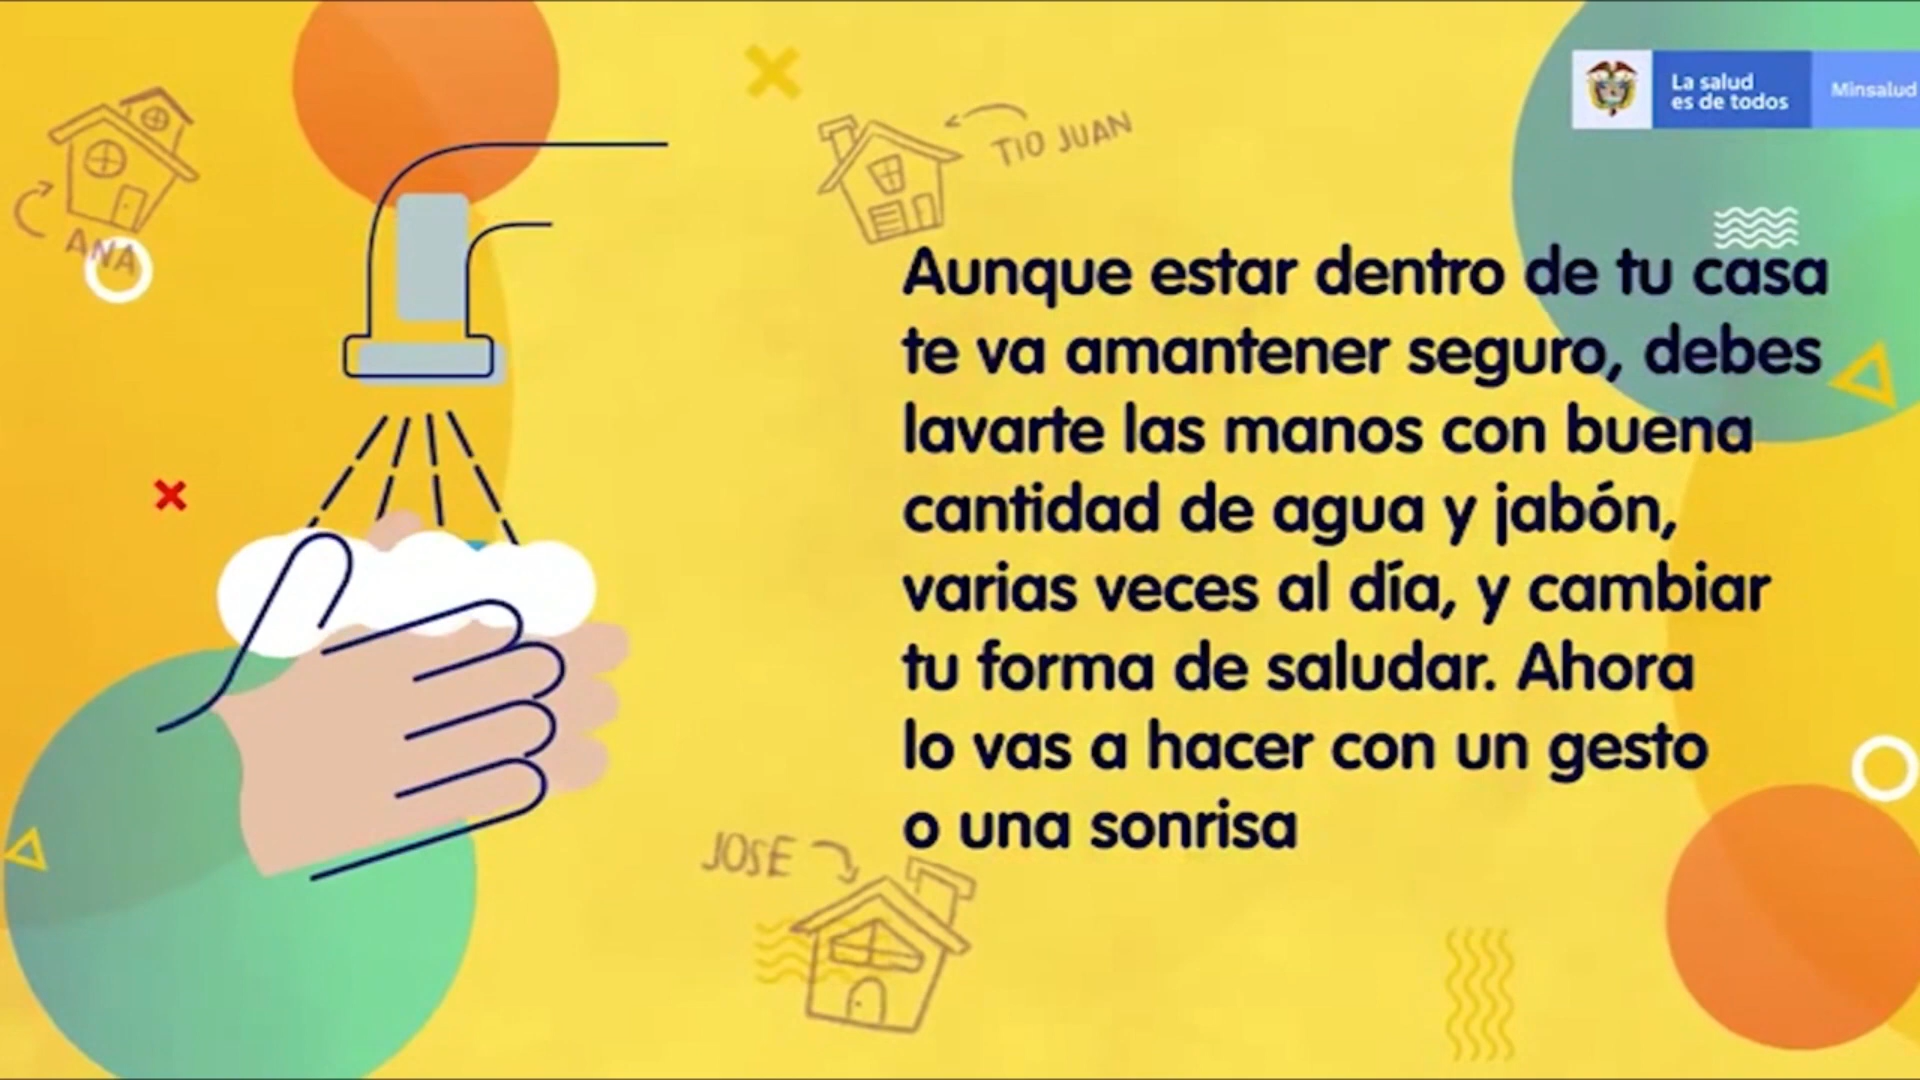 La salud
es de todos
Minsalud
TIO JUAN
ANA
Aunque estar dentro de tu casa
te va amantener seguro, debes
lavarte las manos con buena
cantidad de agua y jabón,
varias veces al día, y cambiar
tu forma de saludar. Ahora
lo vas a hacer con un gesto
o una sonrisa
JOSE